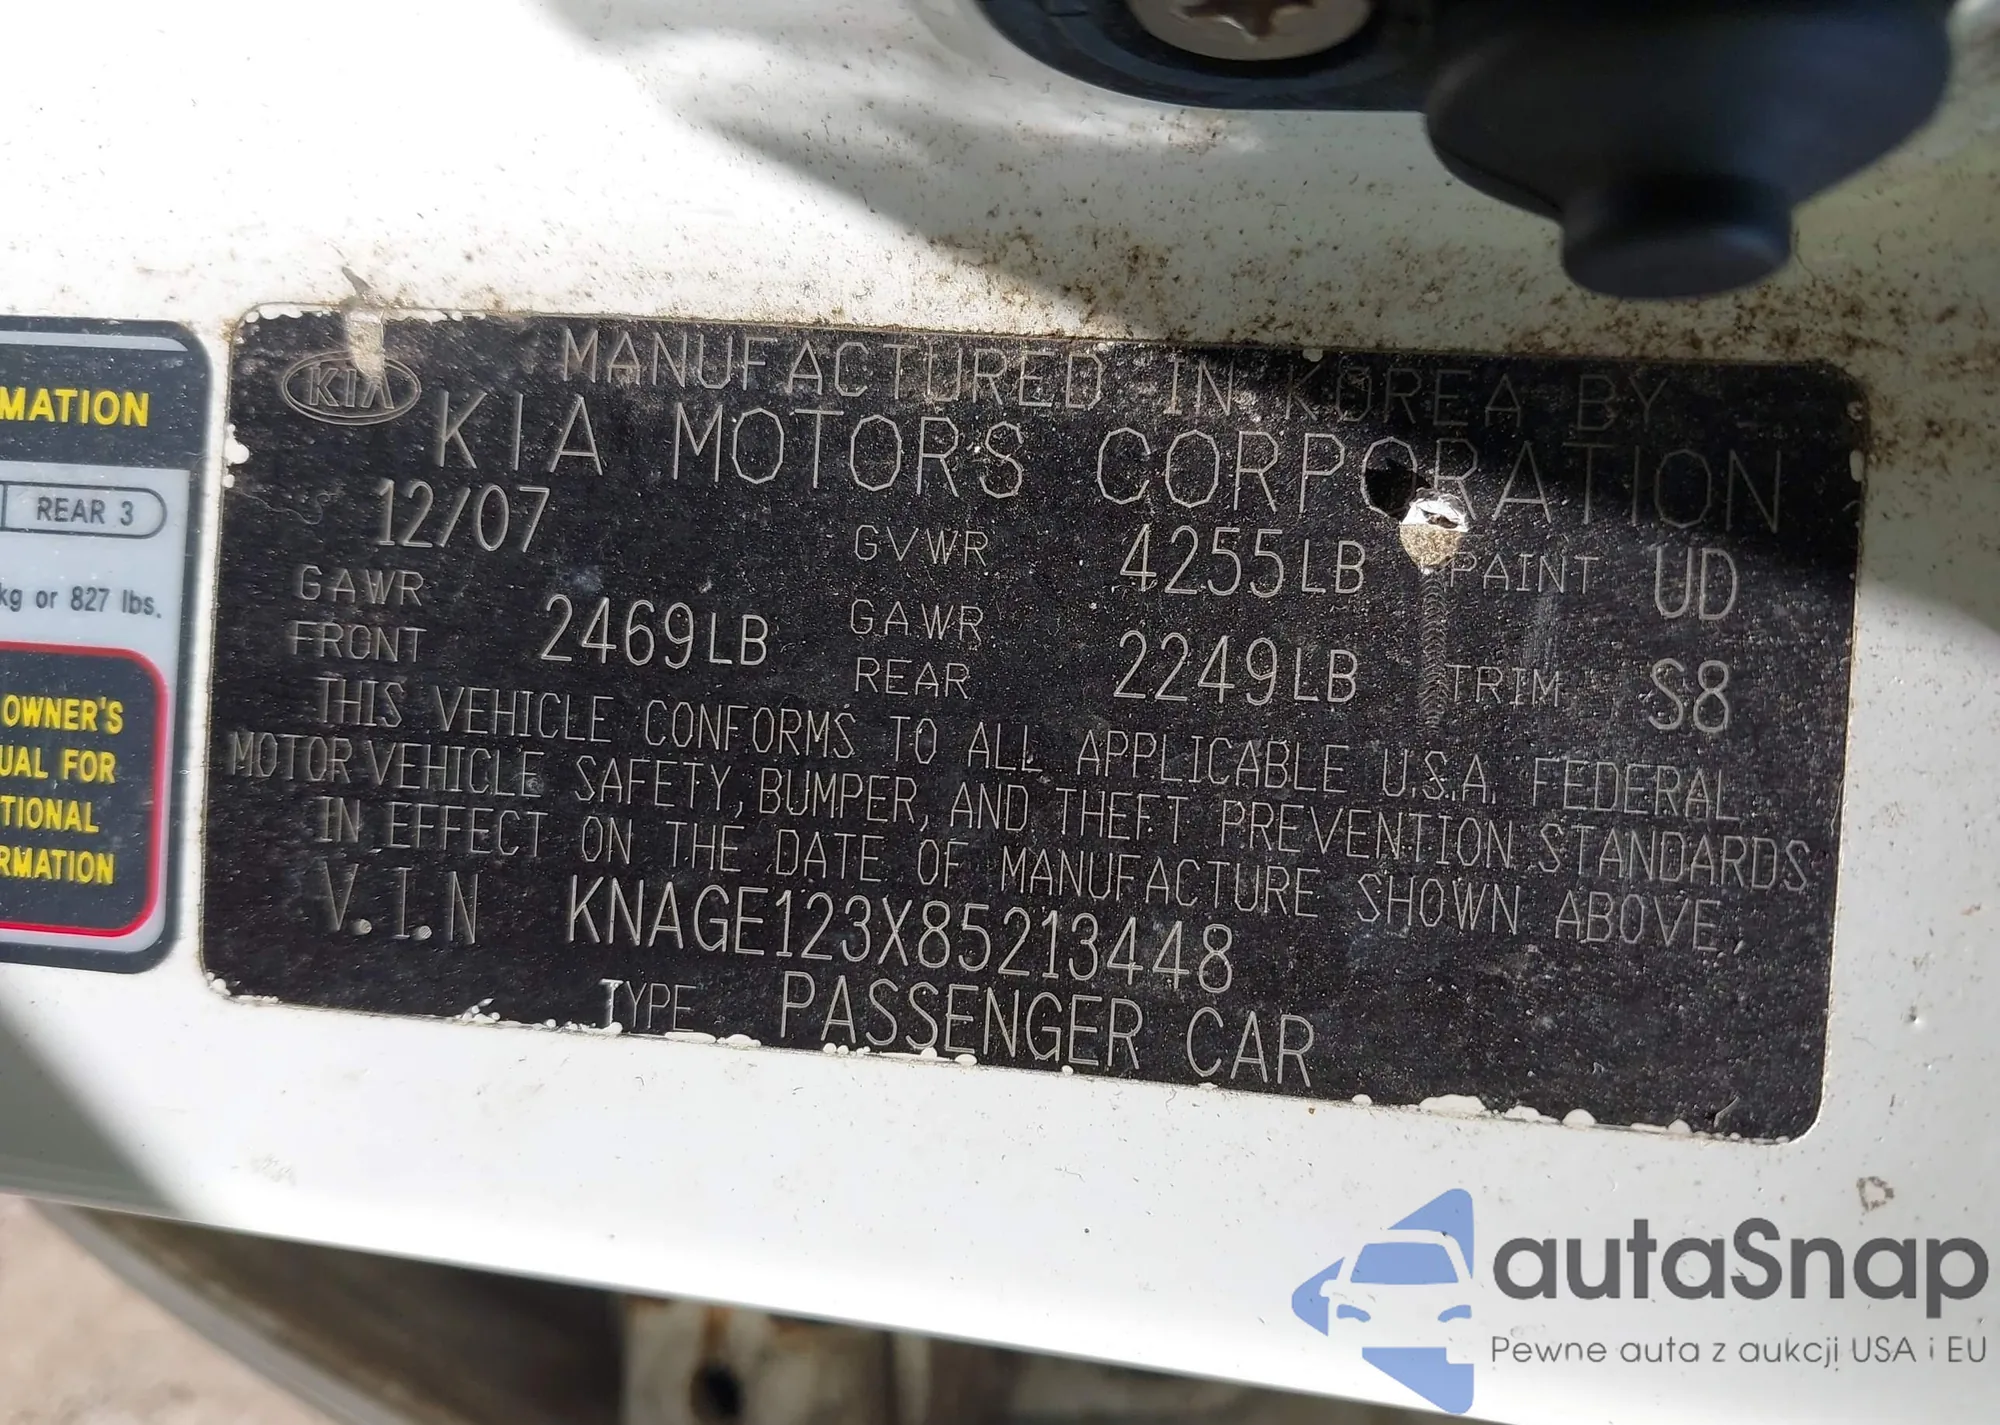 MATION
REAR 3
kg or 827 lbs.
OWNER'S
UAL FOR
TIONAL
RMATION
KIA
MANUFACTURED IN KOREA BY
KIA MOTORS CORPORATION
12/07 GVWR 4255LB PAINT UD
GAWR FRONT 2469LB GAWR REAR 2249LB TRIM S8
THIS VEHICLE CONFORMS TO ALL APPLICABLE U.S.A. FEDERAL
MOTOR VEHICLE SAFETY, BUMPER, AND THEFT PREVENTION STANDARDS
IN EFFECT ON THE DATE OF MANUFACTURE SHOWN ABOVE.
V.I.N KNAGE123X85213448
TYPE PASSENGER CAR
autaSnap
Pewne auta z aukcji USA i EU